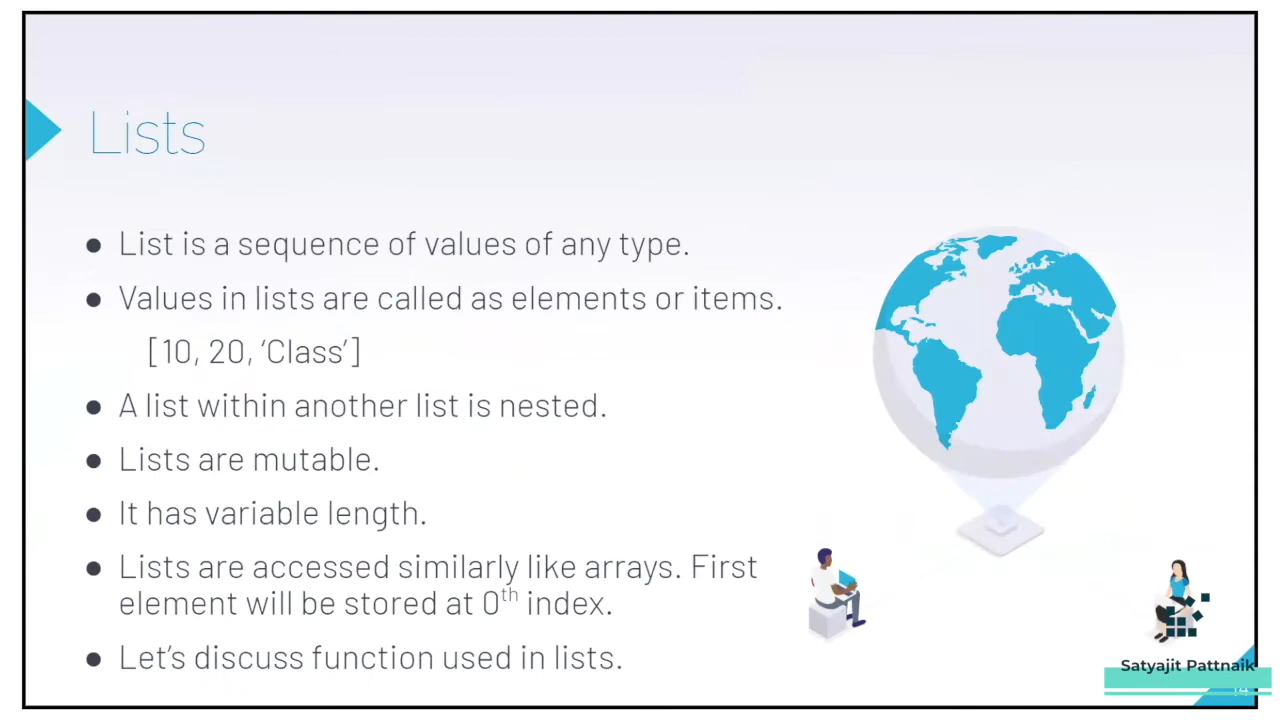 Lists
● List is a sequence of values of any type.
● Values in lists are called as elements or items.
[10, 20, ‘Class’]
● A list within another list is nested.
● Lists are mutable.
● It has variable length.
● Lists are accessed similarly like arrays. First
element will be stored at 0th index.
● Let’s discuss function used in lists.
Satyajit Pattnaik
14